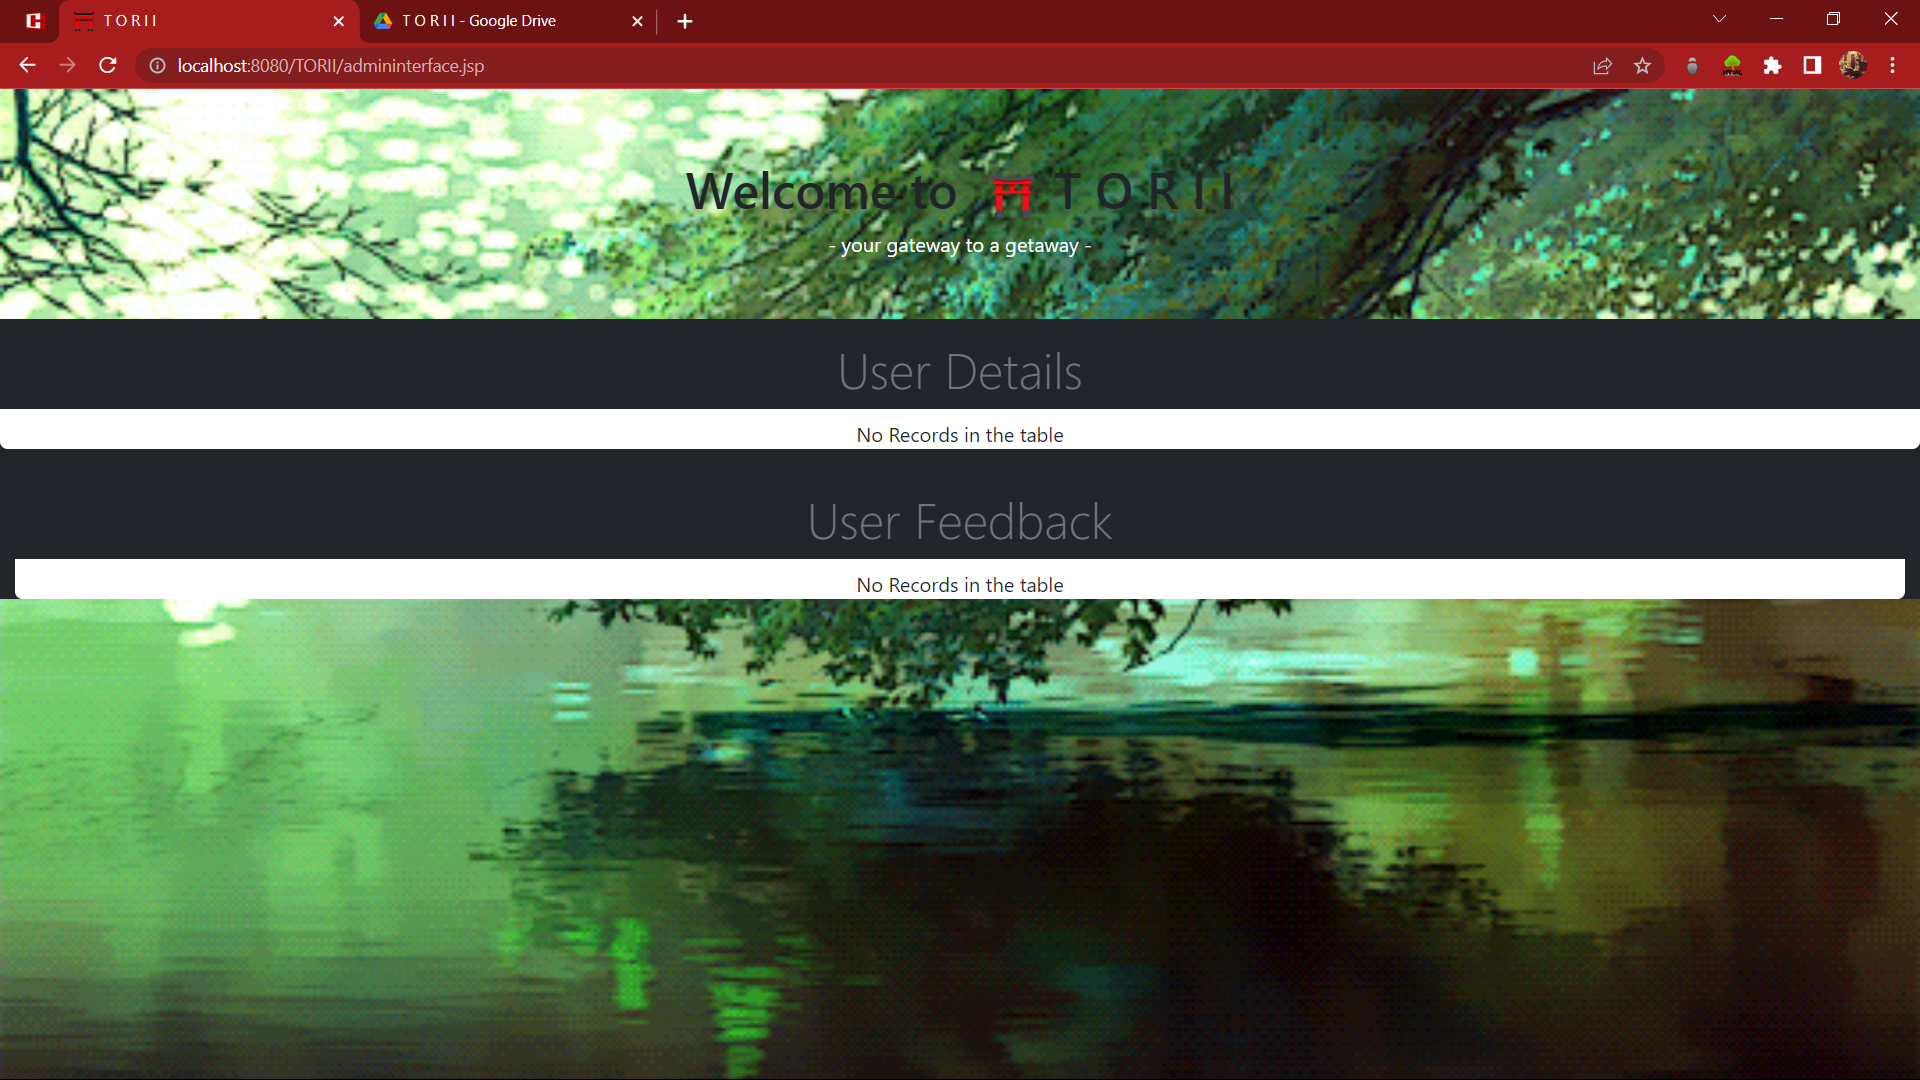 T O R I I
T O R I I - Google Drive
localhost:8080/TORII/admininterface.jsp
Welcome to T O R I I
- your gateway to a getaway -
User Details
No Records in the table
User Feedback
No Records in the table